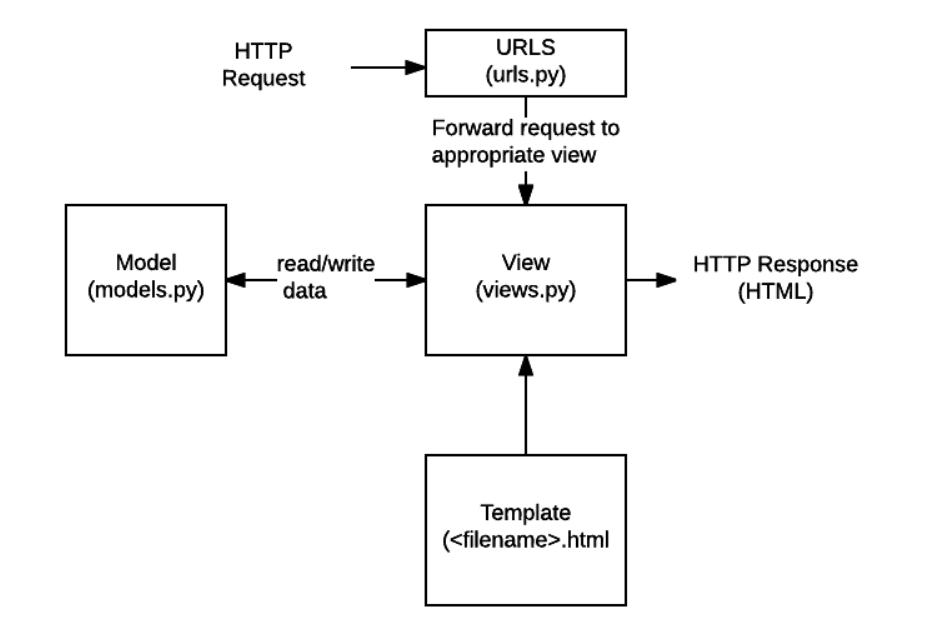 HTTP
Request
URLS
(urls.py)
Forward request to
appropriate view
Model
(models.py)
read/write
data
View
(views.py)
HTTP Response
(HTML)
Template
(<filename>.html